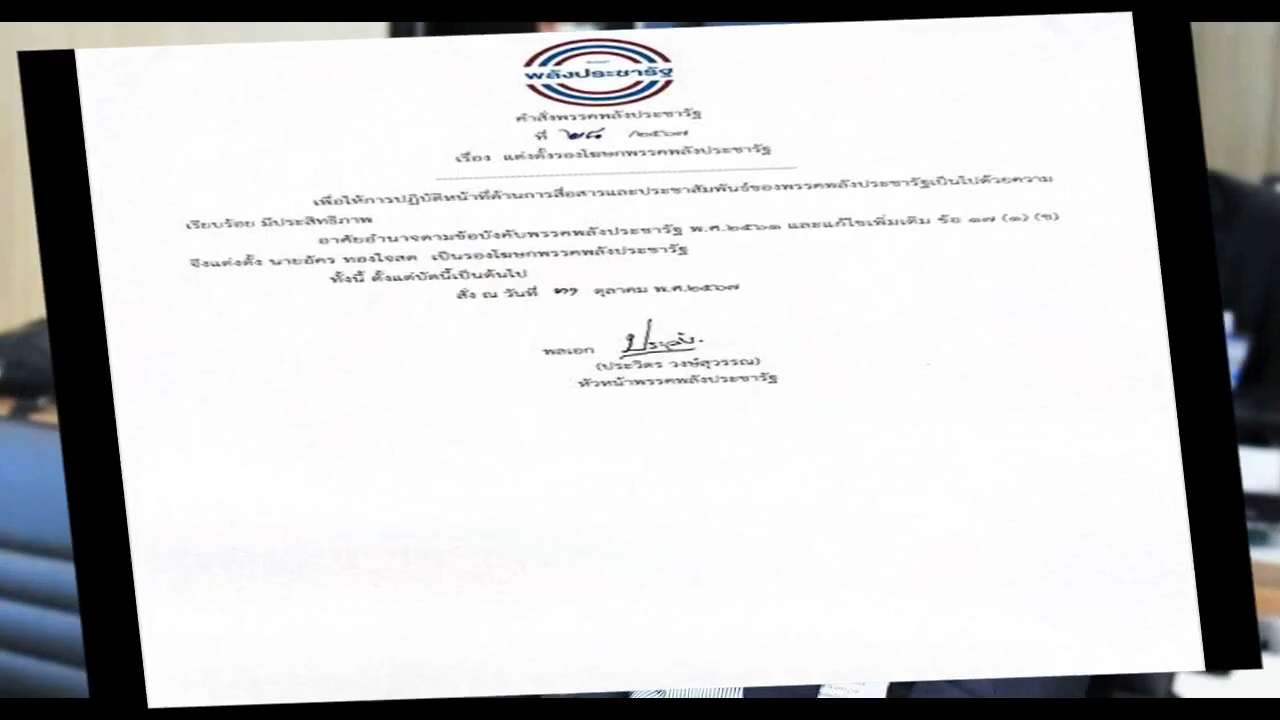 พลังประชารัฐ
คำสั่งพรรคพลังประชารัฐ
ที่ ๒๘ /๒๕๖๗
เรื่อง แต่งตั้งรองโฆษกพรรคพลังประชารัฐ
เพื่อให้การปฏิบัติหน้าที่ด้านการสื่อสารและประชาสัมพันธ์ของพรรคพลังประชารัฐเป็นไปด้วยความ
เรียบร้อย มีประสิทธิภาพ
อาศัยอำนาจตามข้อบังคับพรรคพลังประชารัฐ พ.ศ.๒๕๖๑ และแก้ไขเพิ่มเติม ข้อ ๑๗ (๑) (ช)
จึงแต่งตั้ง นายอัคร ทองใจสด เป็นรองโฆษกพรรคพลังประชารัฐ
ทั้งนี้ ตั้งแต่บัดนี้เป็นต้นไป
สั่ง ณ วันที่ ตุลาคม พ.ศ.๒๕๖๗
พลเอก ประวิตร
(ประวิตร วงษ์สุวรรณ)
หัวหน้าพรรคพลังประชารัฐ